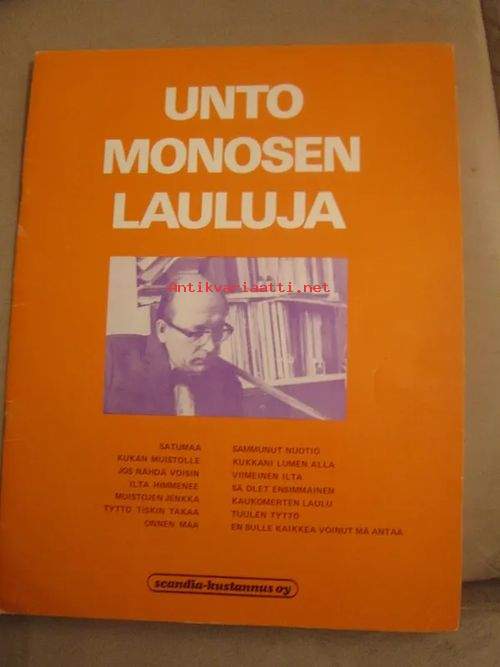 UNTO
MONOSEN
LAULUJA
Antikvariaatti.net
SATUMAA
KUKAN MUISTOLLE
JOS NÄHDÄ VOISIN
ILTA HIMMENEE
MUISTOJEN JENKKA
TYTTÖ TISKIN TAKAA
ONNEN MAA
SAMMUNUT NUOTIO
KUKKANI LUMEN ALLA
VIIMEINEN ILTA
SÄ OLET ENSIMMÄINEN
KAUKOMERTEN LAULU
TUULEN TYTTÖ
EN SULLE KAIKKEA VOINUT MÄ ANTAA
scandia-kustannus oy